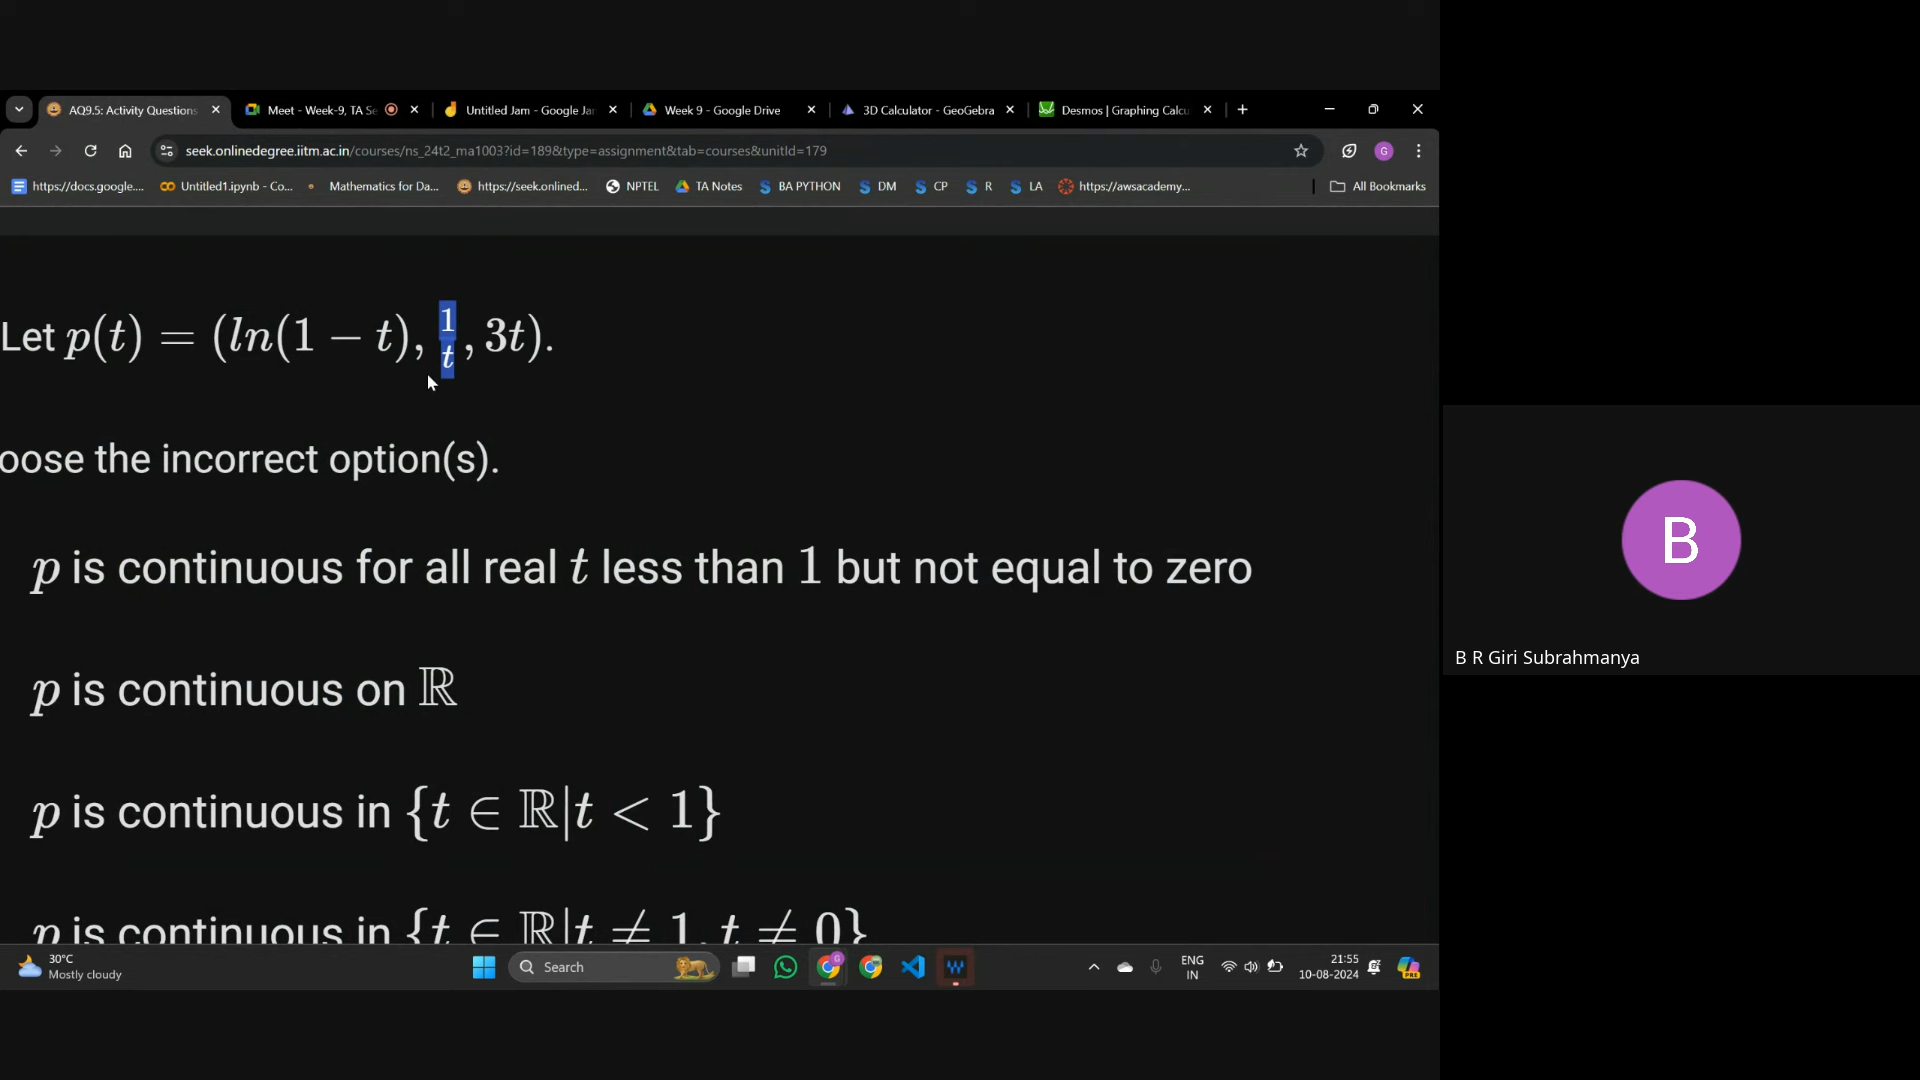 AQ9.5: Activity Questions
Meet - Week-9, TA Se
Untitled Jam - Google Ja
Week 9 - Google Drive
3D Calculator - GeoGebra
Desmos | Graphing Calcu
seek.onlinedegree.iitm.ac.in/courses/ns_24t2_ma1003?id=189&type=assignment&tab=courses&unitId=179
https://docs.google....
Untitled1.ipynb - Co...
Mathematics for Da...
https://seek.onlined...
NPTEL
TA Notes
BA PYTHON
DM
CP
R
LA
https://awsacademy...
All Bookmarks
Let p(t) = (ln(1 − t), 1/t, 3t).
oose the incorrect option(s).
p is continuous for all real t less than 1 but not equal to zero
p is continuous on ℝ
p is continuous in {t ∈ ℝ|t < 1}
p is continuous in {t ∈ ℝ|t ≠ 1, t ≠ 0}
B
B R Giri Subrahmanya
30°C
Mostly cloudy
Search
ENG
IN
21:55
10-08-2024